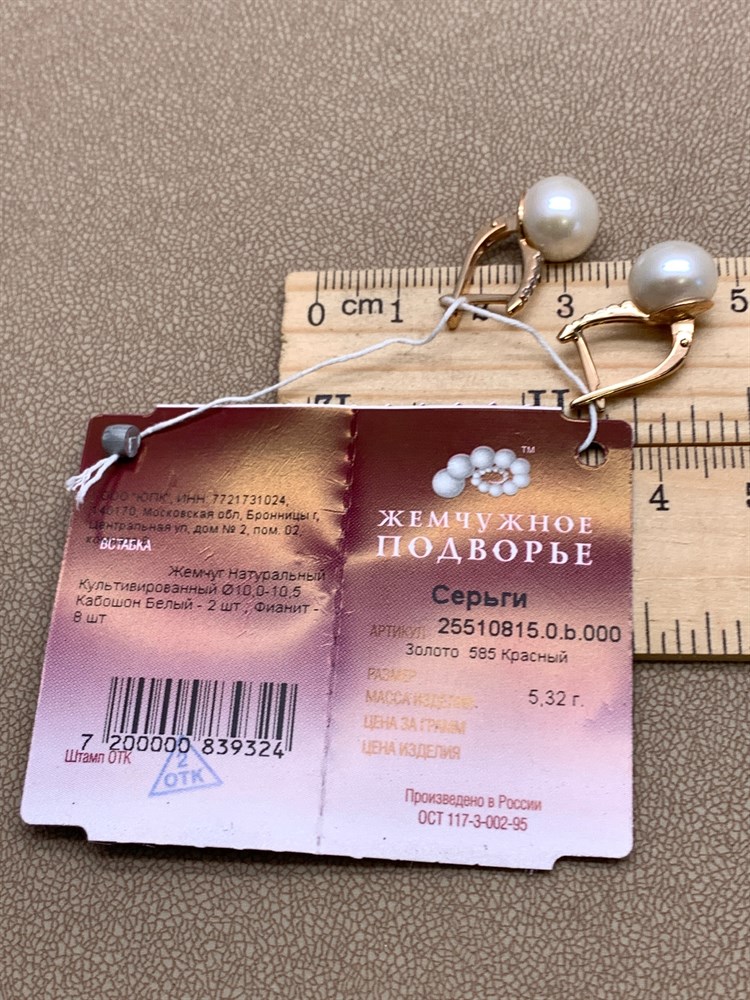 0 cm 1 3 5
11
4
ООО "ЮПК", ИНН 7721731024,
140170, Московская обл, Бронницы г,
Центральная ул, дом № 2, пом. 02,
ВСТАВКА
Жемчуг Натуральный
Культивированный Ø10,0-10,5
Кабошон Белый - 2 шт., Фианит -
8 шт
7 200000 839324
Штамп ОТК
2
ОТК
TM
ЖЕМЧУЖНОЕ
ПОДВОРЬЕ
Серьги
АРТИКУЛ 25510815.0.b.000
Золото 585 Красный
РАЗМЕР
МАССА ИЗДЕЛИЯ 5,32 г.
ЦЕНА ЗА ГРАММ
ЦЕНА ИЗДЕЛИЯ
Произведено в России
ОСТ 117-3-002-95